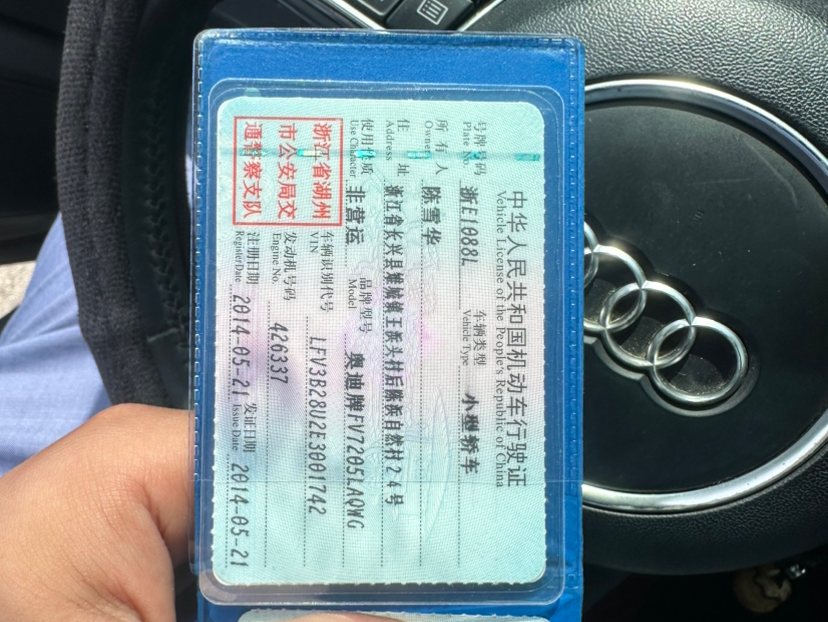 中华人民共和国机动车行驶证
Vehicle License of the People's Republic of China
号牌号码 浙E1088L 车辆类型 小型轿车
Plate No. Vehicle Type
所有人 陈雪华
Owner
住址 浙江省长兴县雉城镇王浜头村后陈浜自然村24号
Address
使用性质 非营运 品牌型号 奥迪牌FV7205LAQWG
Use Character Model
浙江省湖州
市公安局交
通警察支队
车辆识别代号 LFV3B28U2E3001742
VIN
发动机号码 426337
Engine No.
注册日期 2014-05-21 发证日期 2014-05-21
Register Date Issue Date